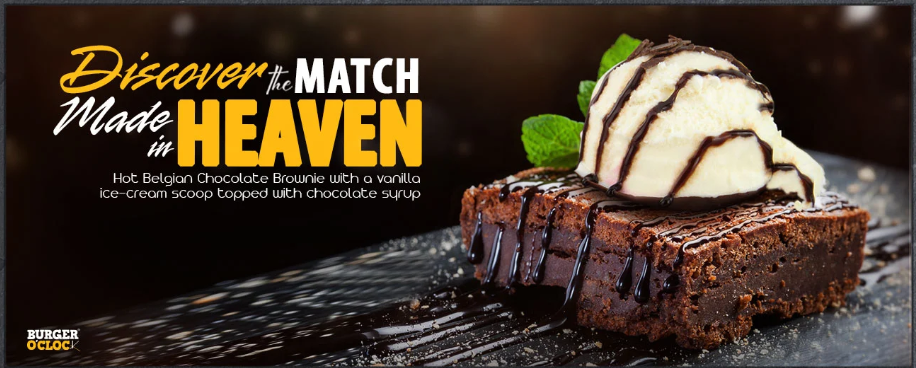 Discover the MATCH
Made in HEAVEN
Hot Belgian Chocolate Brownie with a vanilla
ice-cream scoop topped with chocolate syrup
BURGER
O'CLOCK